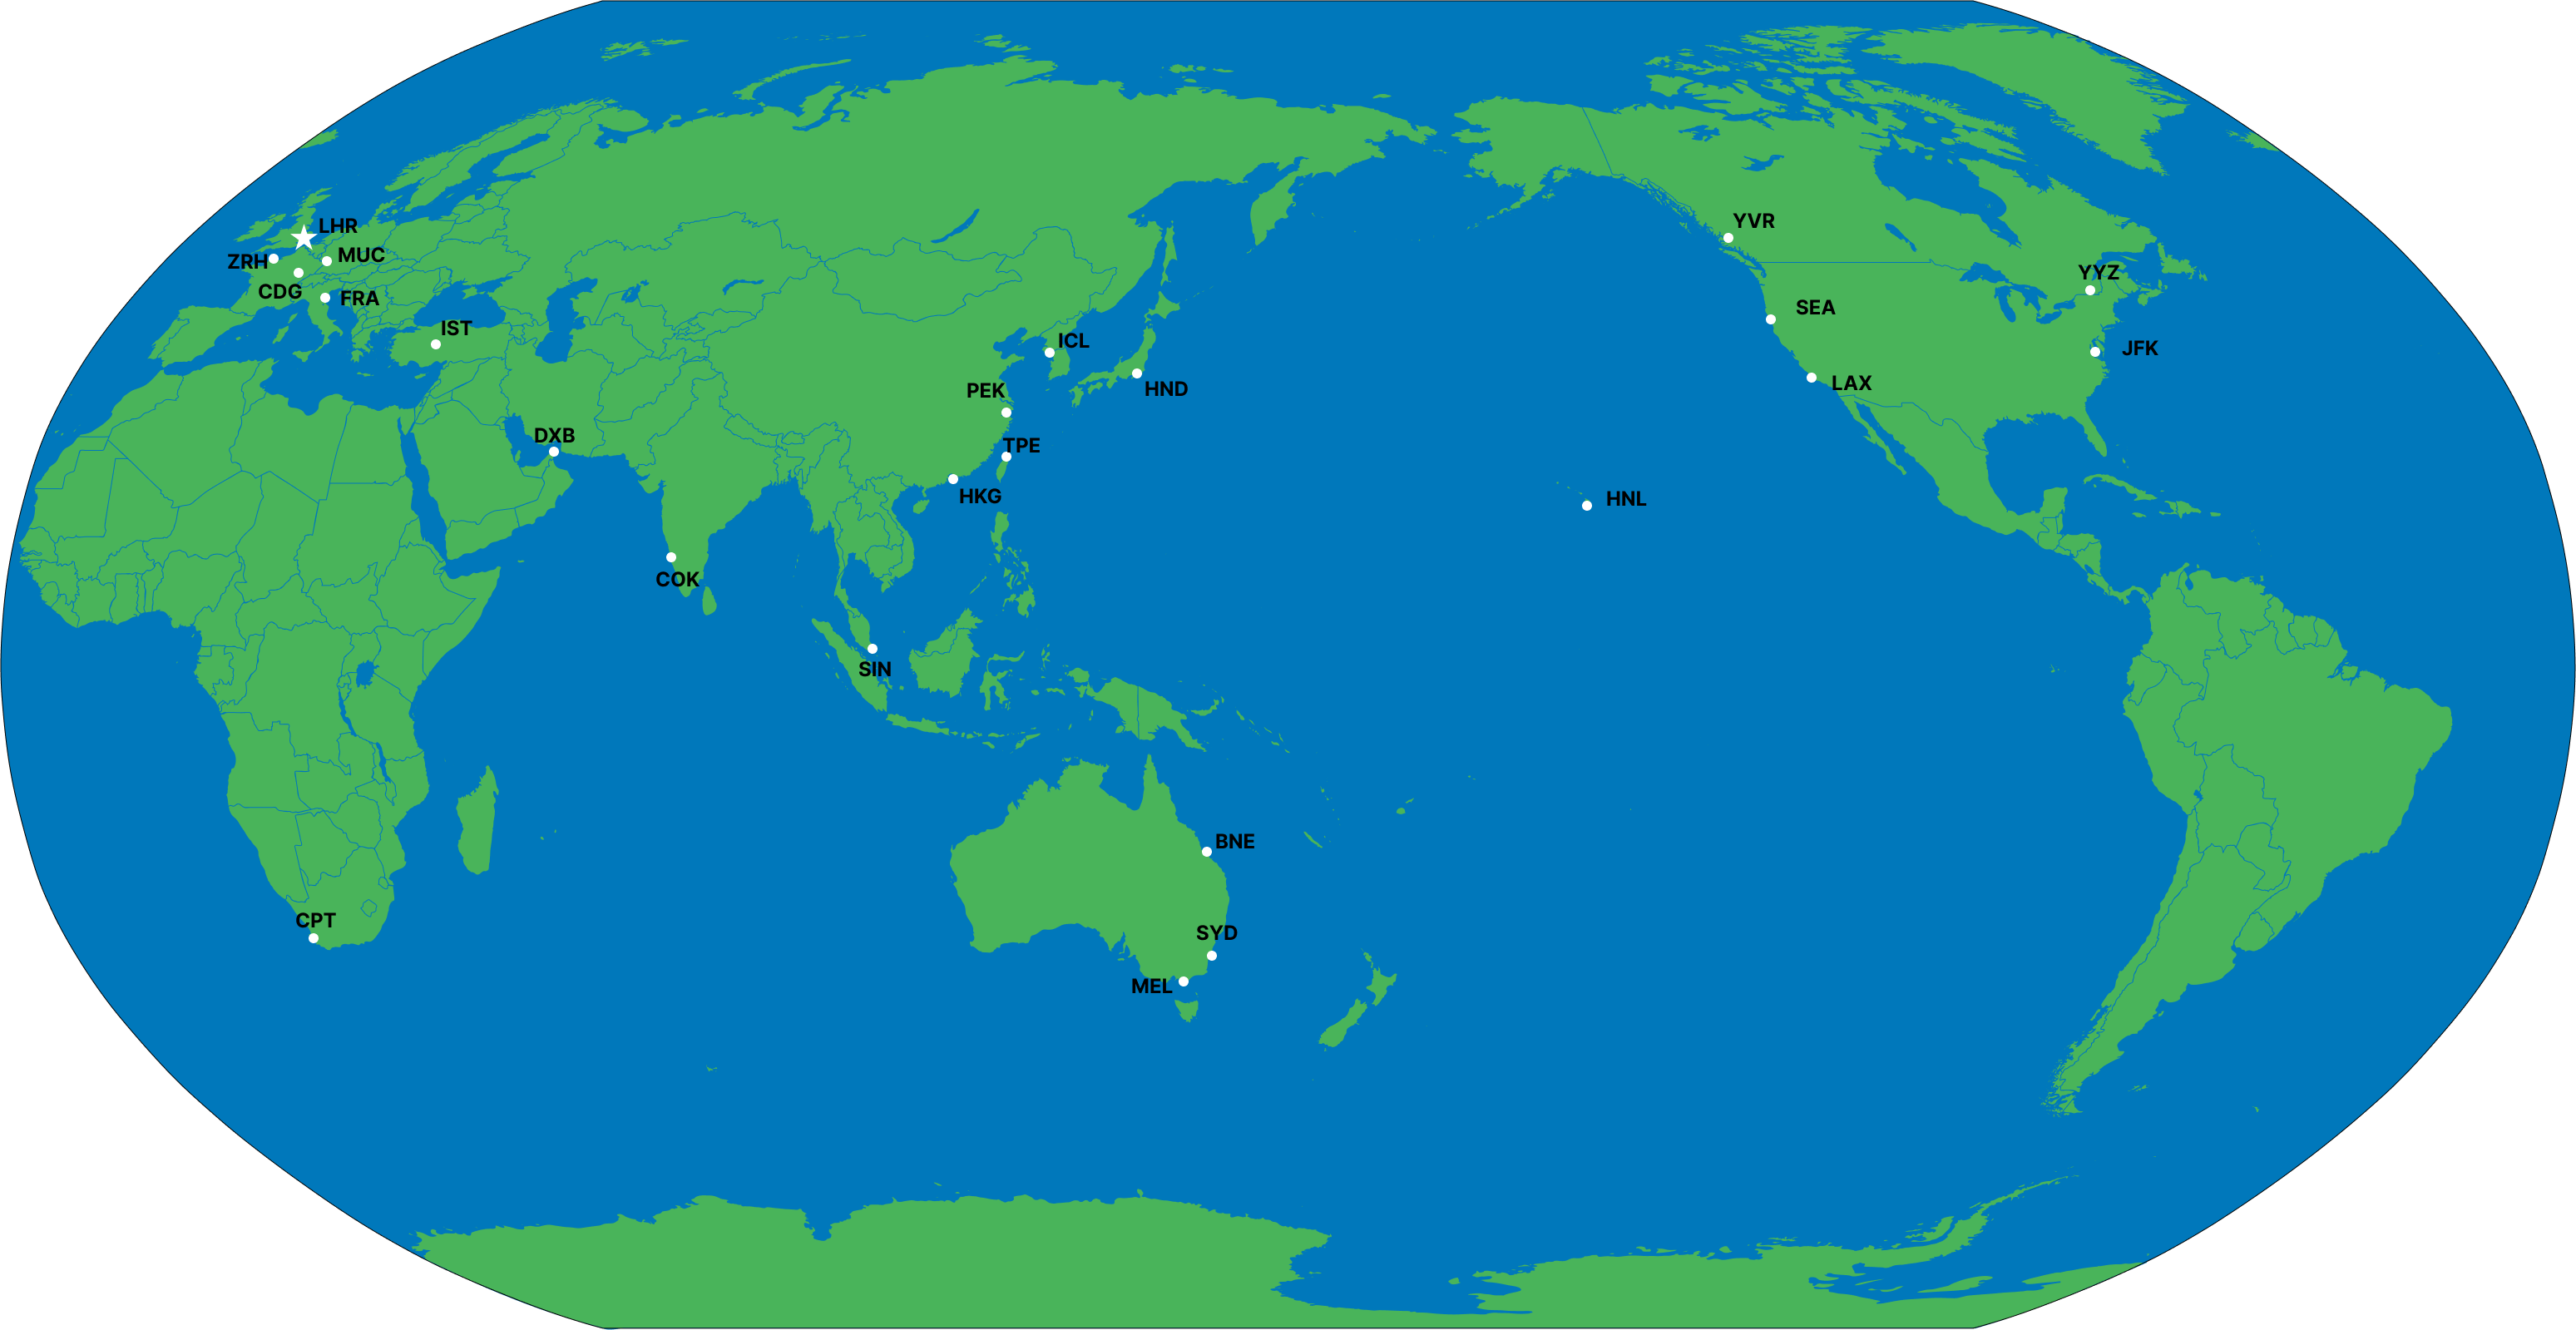 YVR
LHR
MUC
ZRH
YYZ
CDG
FRA
SEA
IST
ICL
JFK
LAX
HND
PEK
DXB
TPE
HKG
HNL
COK
SIN
BNE
CPT
SYD
MEL